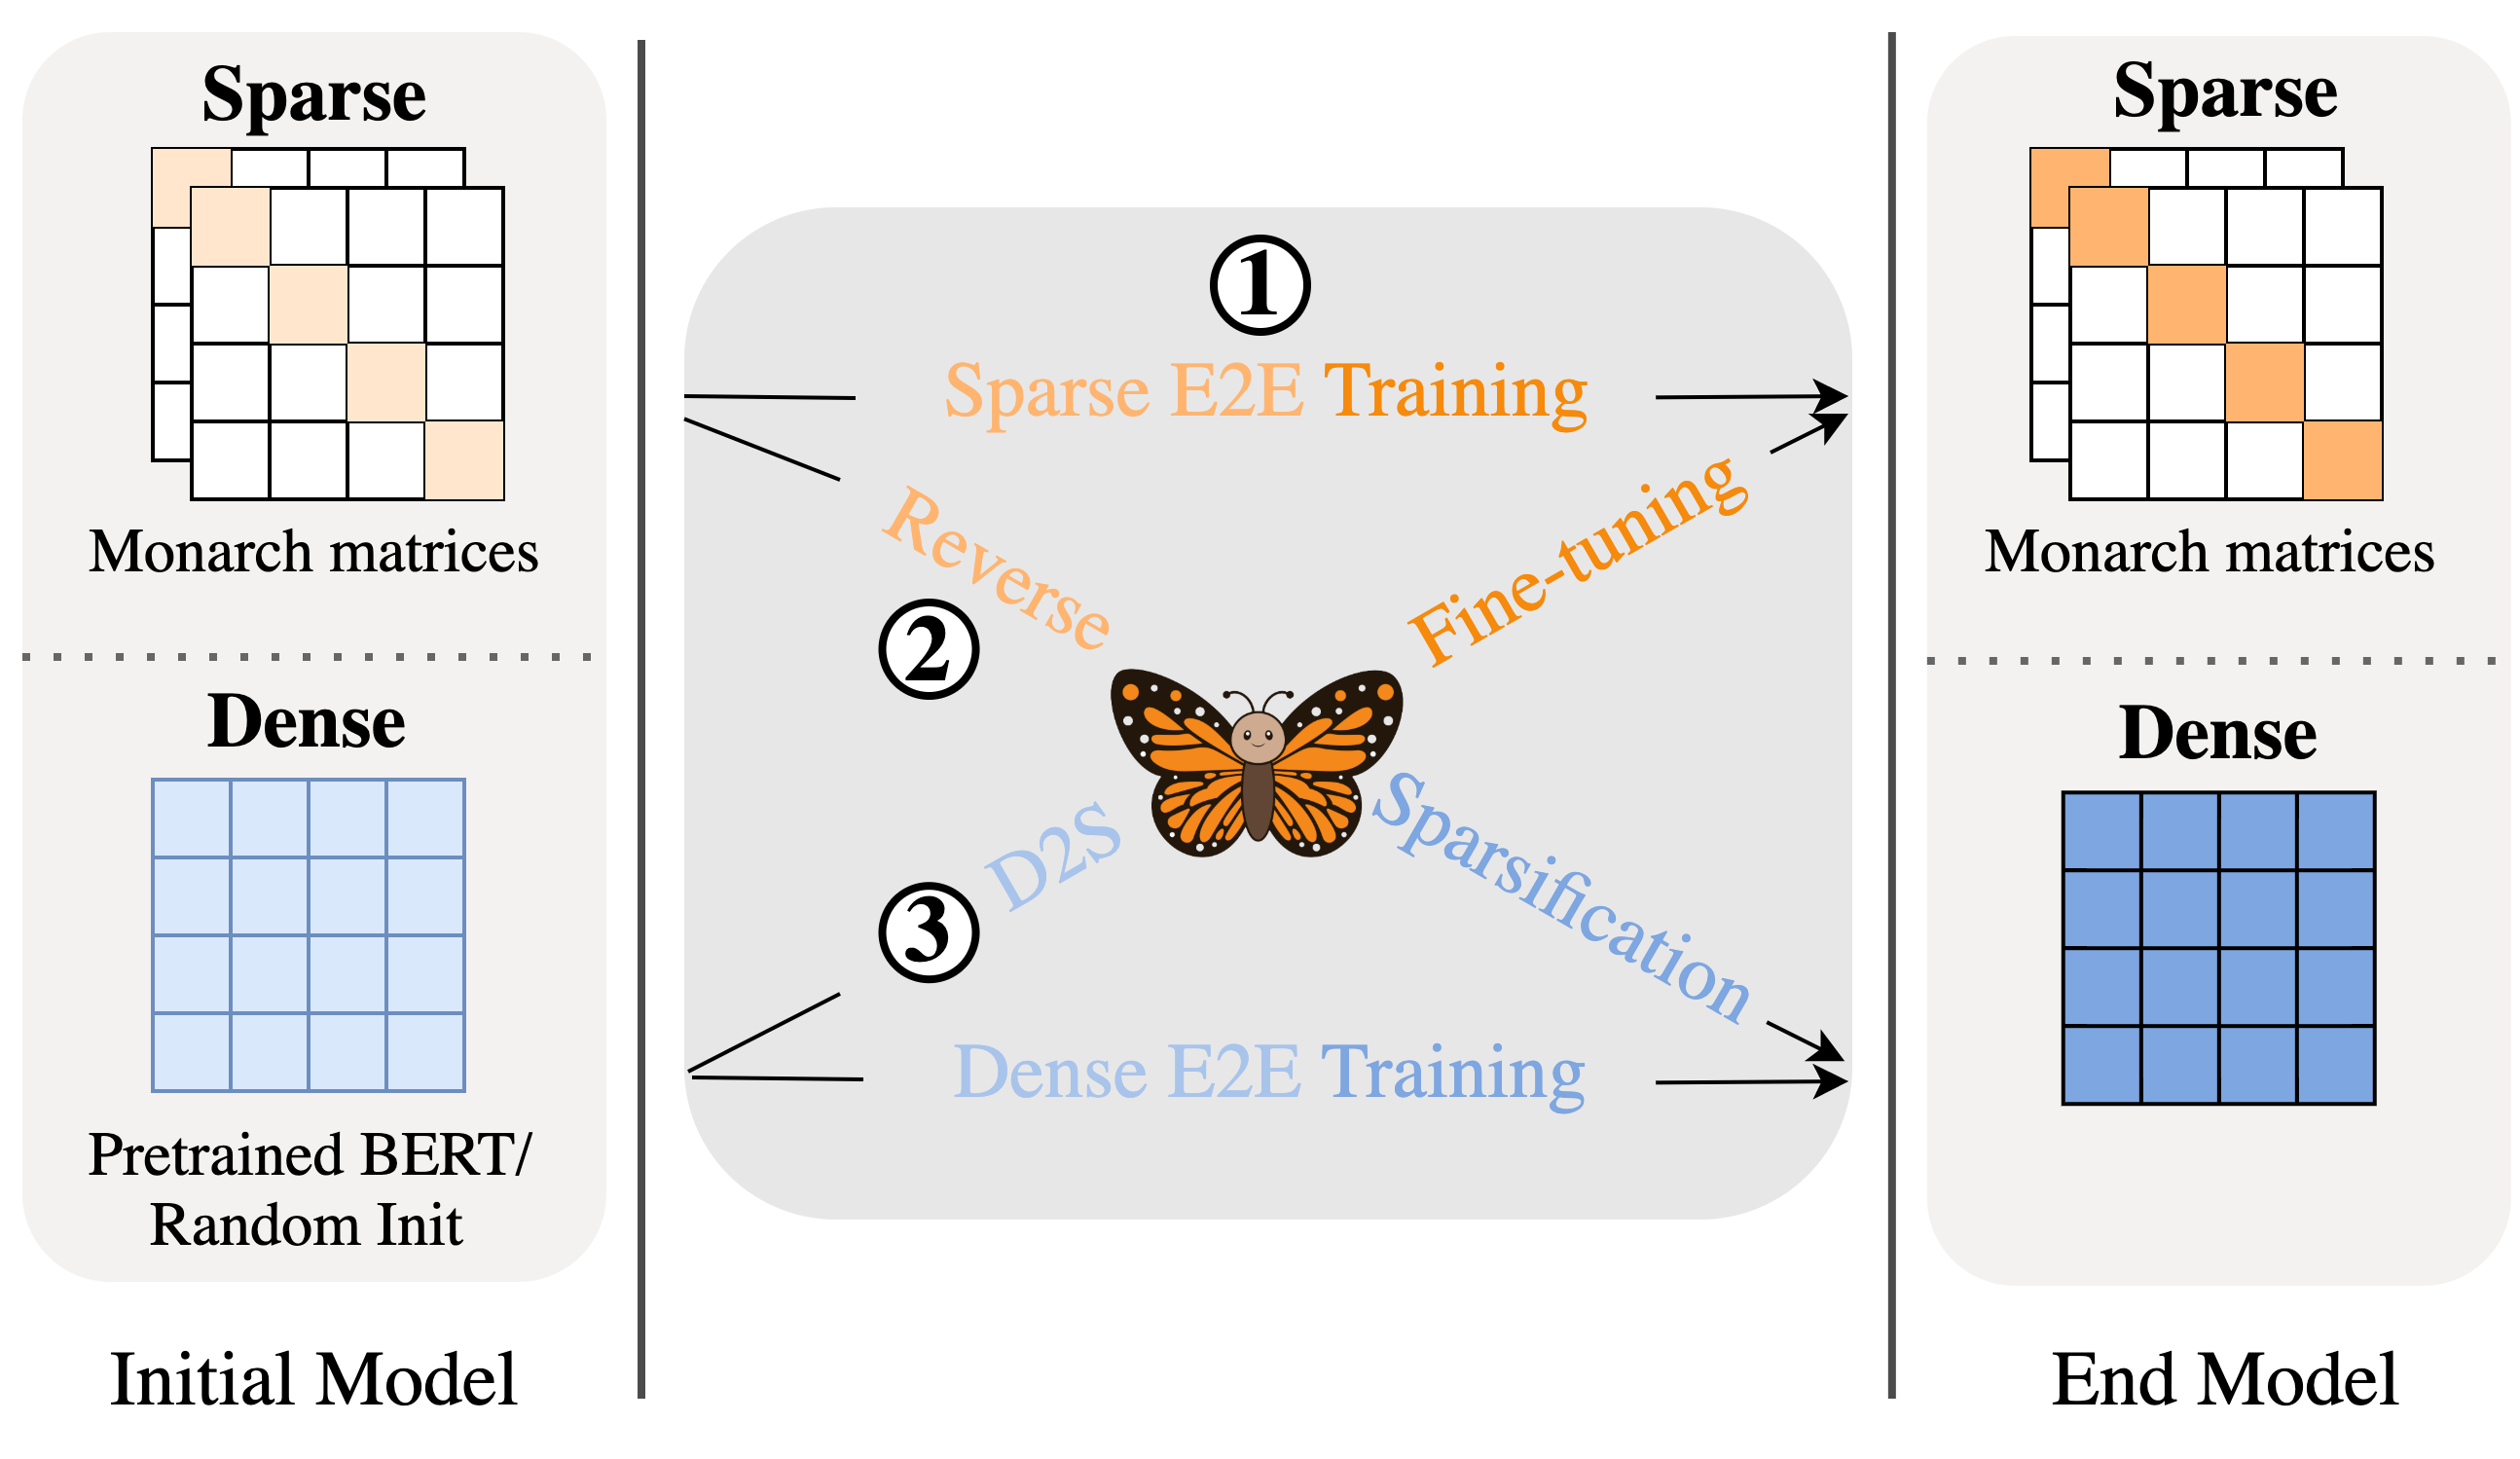 Sparse
Monarch matrices
Dense
Pretrained BERT/
Random Init
Initial Model
1
Sparse E2E Training
2
Reverse
Sparsification
3
D2S
Fine-tuning
Dense E2E Training
Sparse
Monarch matrices
Dense
End Model